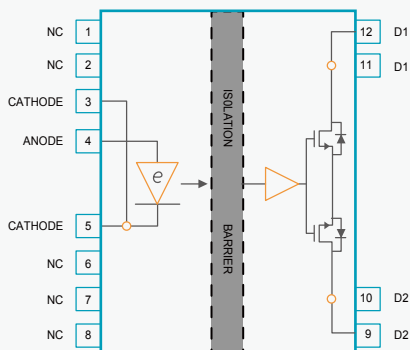 NC 1
NC 2
CATHODE 3
ANODE 4
CATHODE 5
NC 6
NC 7
NC 8
e
ISOLATION
BARRIER
12 D1
11 D1
10 D2
9 D2